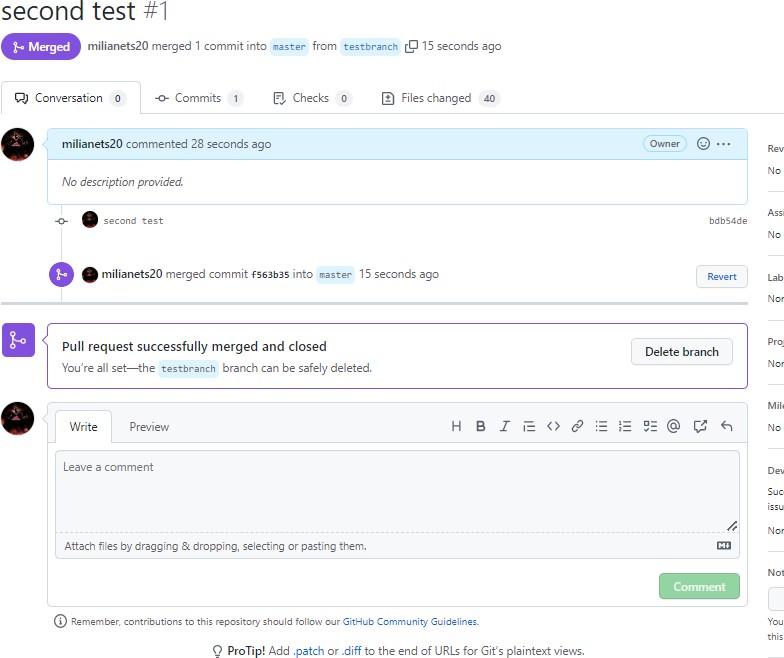 second test #1
Merged milianets20 merged 1 commit into master from testbranch 15 seconds ago
Conversation 0 Commits 1 Checks 0 Files changed 40
milianets20 commented 28 seconds ago Owner
No description provided.
Rev
No
second test bdb54de
Assi
No
milianets20 merged commit f563b35 into master 15 seconds ago Revert
Lab
Nor
Pull request successfully merged and closed
You're all set—the testbranch branch can be safely deleted.
Delete branch
Proj
Nor
Write Preview
Mile
No
Leave a comment
Dev
Suc
issu
Nor
Attach files by dragging & dropping, selecting or pasting them.
Comment
Not
You
this
Remember, contributions to this repository should follow our GitHub Community Guidelines.
ProTip! Add .patch or .diff to the end of URLs for Git's plaintext views.